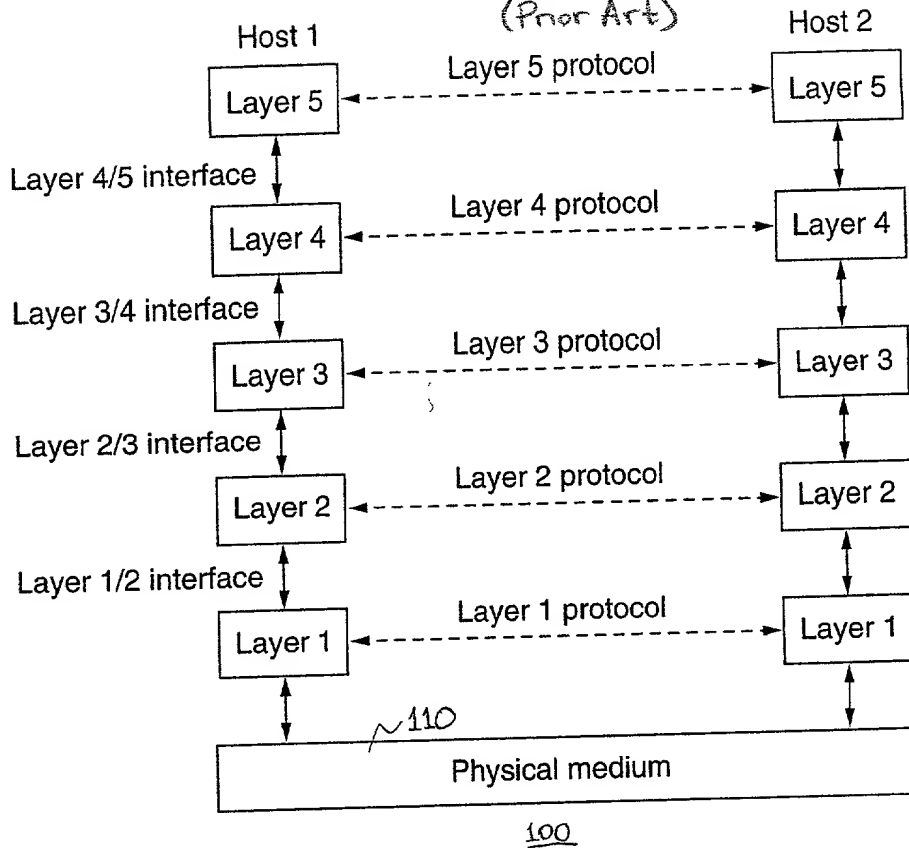 (Prior Art)
Host 1
Host 2
Layer 5 protocol
Layer 5
Layer 5
Layer 4/5 interface
Layer 4 protocol
Layer 4
Layer 4
Layer 3/4 interface
Layer 3 protocol
Layer 3
Layer 3
Layer 2/3 interface
Layer 2 protocol
Layer 2
Layer 2
Layer 1/2 interface
Layer 1 protocol
Layer 1
Layer 1
110
Physical medium
100